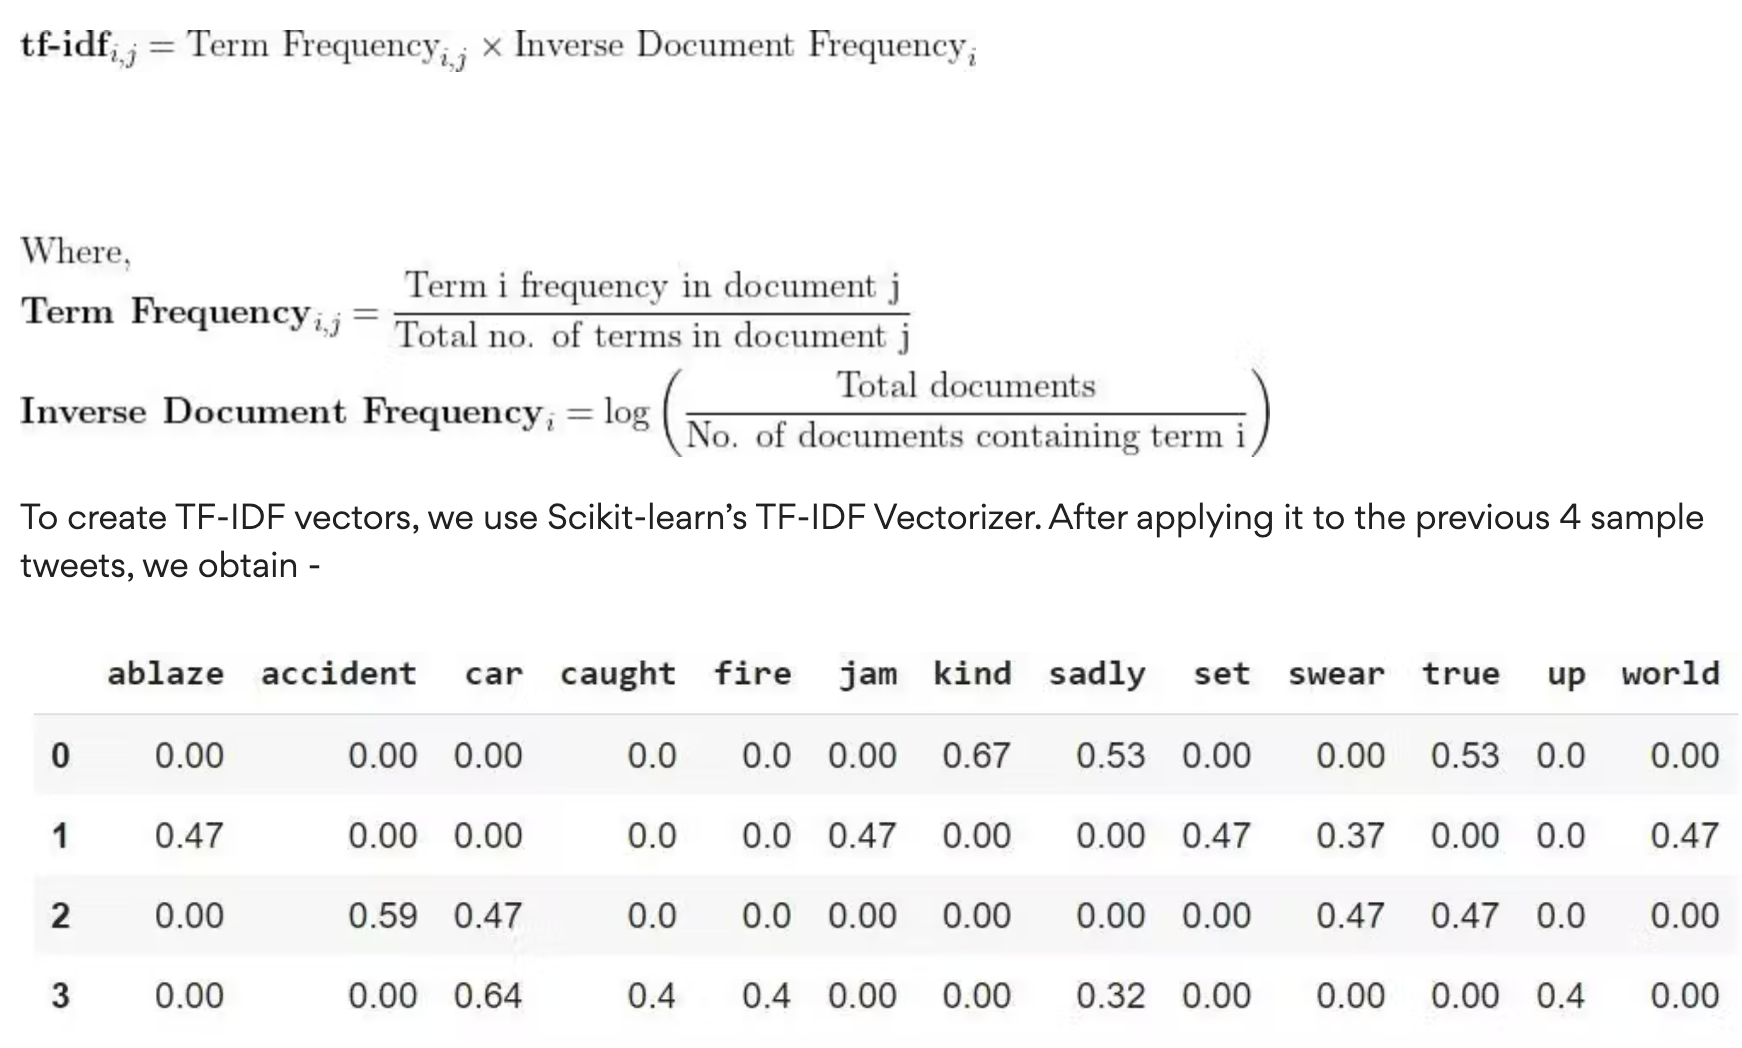 tf-idf_{i,j} = Term Frequency_{i,j} × Inverse Document Frequency_i
Where,
Term Frequency_{i,j} = Term i frequency in document j / Total no. of terms in document j
Inverse Document Frequency_i = log ( Total documents / No. of documents containing term i )
To create TF-IDF vectors, we use Scikit-learn’s TF-IDF Vectorizer. After applying it to the previous 4 sample
tweets, we obtain -
ablaze accident car caught fire jam kind sadly set swear true up world
0 0.00 0.00 0.00 0.0 0.0 0.00 0.67 0.53 0.00 0.00 0.53 0.0 0.00
1 0.47 0.00 0.00 0.0 0.0 0.47 0.00 0.00 0.47 0.37 0.00 0.0 0.47
2 0.00 0.59 0.47 0.0 0.0 0.00 0.00 0.00 0.00 0.47 0.47 0.0 0.00
3 0.00 0.00 0.64 0.4 0.4 0.00 0.00 0.32 0.00 0.00 0.00 0.4 0.00